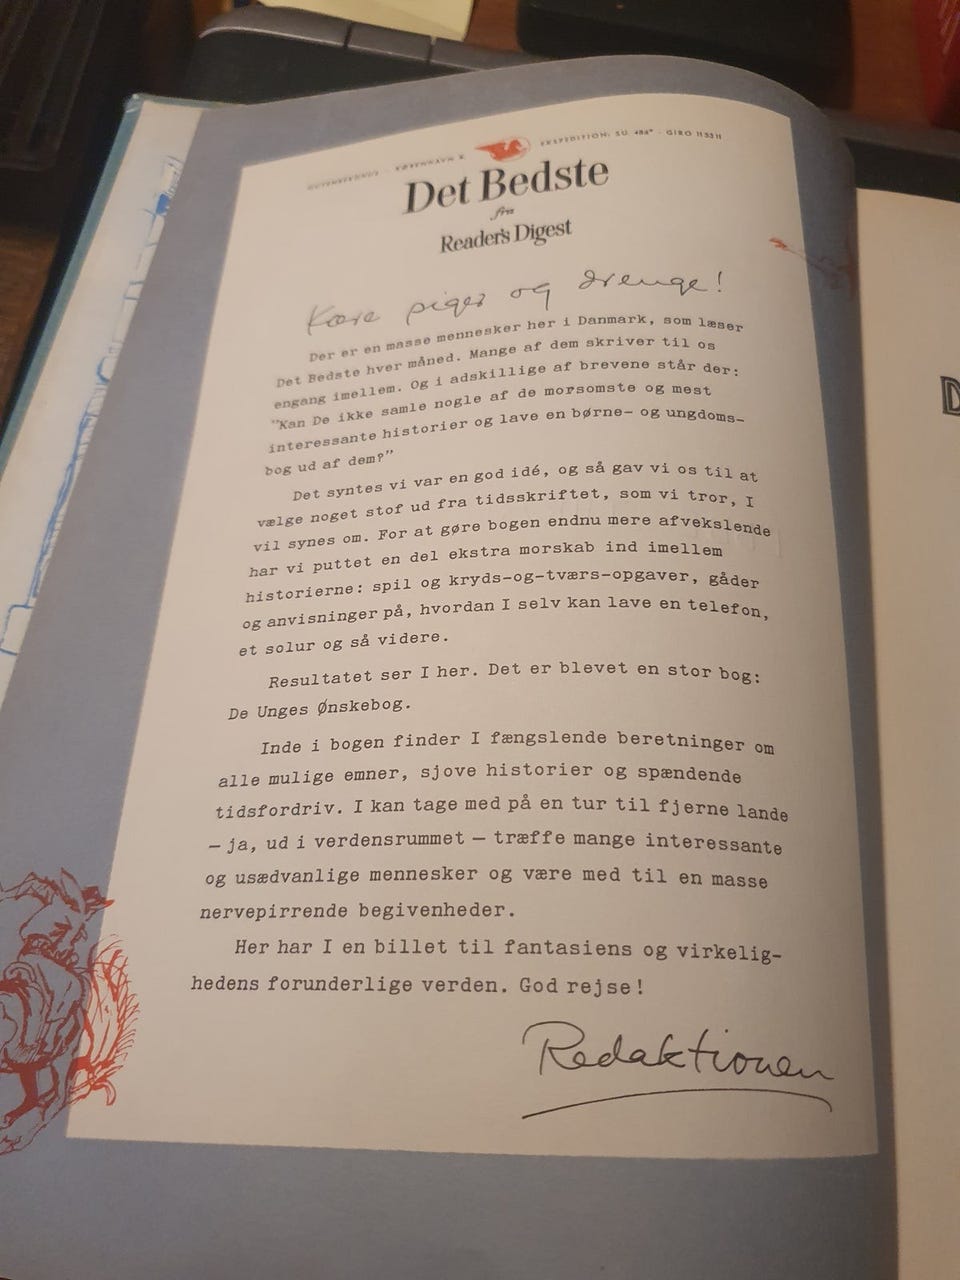 GUTENBERGHUS - KØBENHAVN K EKSPEDITION: SU 484* - GIRO 115311
Det Bedste
fra
Reader's Digest
Kære piger og drenge!
Der er en masse mennesker her i Danmark, som læser
Det Bedste hver måned. Mange af dem skriver til os
engang imellem. Og i adskillige af brevene står der:
"Kan De ikke samle nogle af de morsomste og mest
interessante historier og lave en børne- og ungdoms-
bog ud af dem?"
Det syntes vi var en god idé, og så gav vi os til at
vælge noget stof ud fra tidsskriftet, som vi tror, I
vil synes om. For at gøre bogen endnu mere afvekslende
har vi puttet en del ekstra morskab ind imellem
historierne: spil og kryds-og-tværs-opgaver, gåder
og anvisninger på, hvordan I selv kan lave en telefon,
et solur og så videre.
Resultatet ser I her. Det er blevet en stor bog:
De Unges Ønskebog.
Inde i bogen finder I fængslende beretninger om
alle mulige emner, sjove historier og spændende
tidsfordriv. I kan tage med på en tur til fjerne lande
– ja, ud i verdensrummet – træffe mange interessante
og usædvanlige mennesker og være med til en masse
nervepirrende begivenheder.
Her har I en billet til fantasiens og virkelig-
hedens forunderlige verden. God rejse!
Redaktionen
D